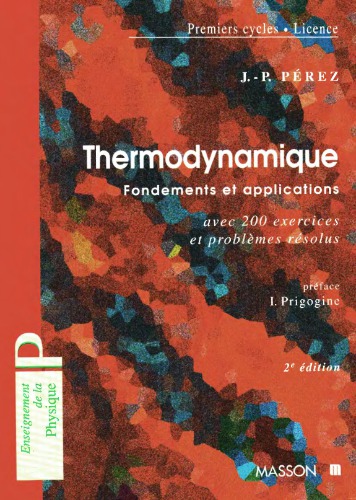 Premiers cycles • Licence
J.-P. PÉREZ
Thermodynamique
Fondements et applications
avec 200 exercices
et problèmes résolus
préface
I. Prigogine
2e édition
Enseignement
de la
Physique
P
MASSON m